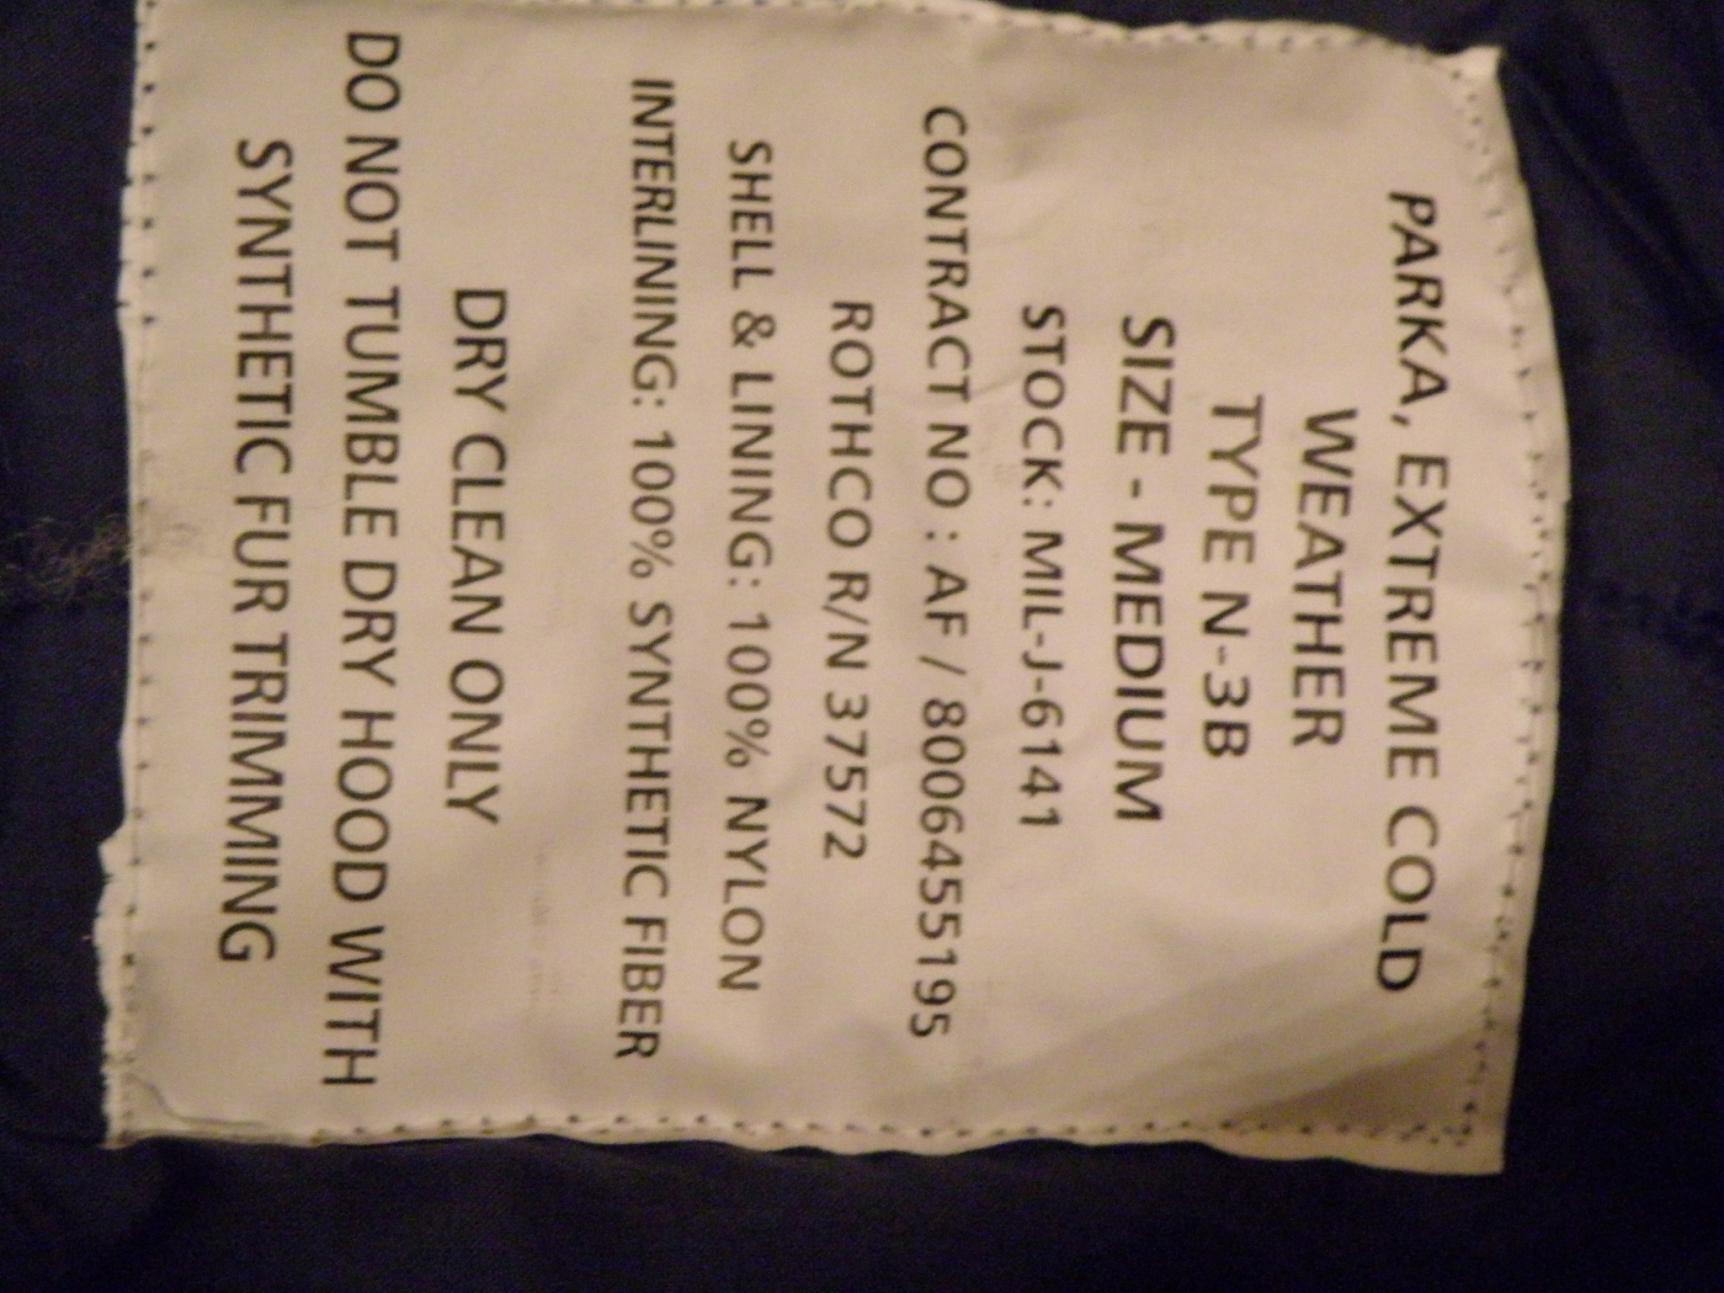 PARKA, EXTREME COLD
WEATHER
TYPE N-3B
SIZE - MEDIUM
STOCK: MIL-J-6141
CONTRACT NO : AF / 8006455195
ROTHCO R/N 37572
SHELL & LINING: 100% NYLON
INTERLINING: 100% SYNTHETIC FIBER
DRY CLEAN ONLY
DO NOT TUMBLE DRY HOOD WITH
SYNTHETIC FUR TRIMMING